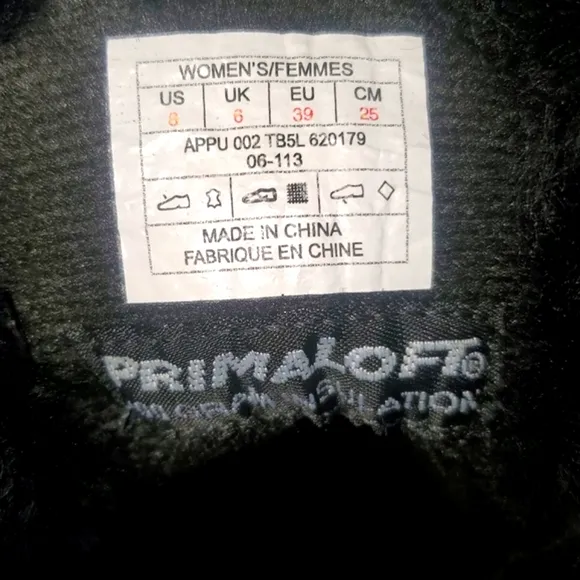 WOMEN'S/FEMMES
US UK EU CM
8 6 39 25
APPU 002 TB5L 620179
06-113
MADE IN CHINA
FABRIQUE EN CHINE
PRIMALOFT®